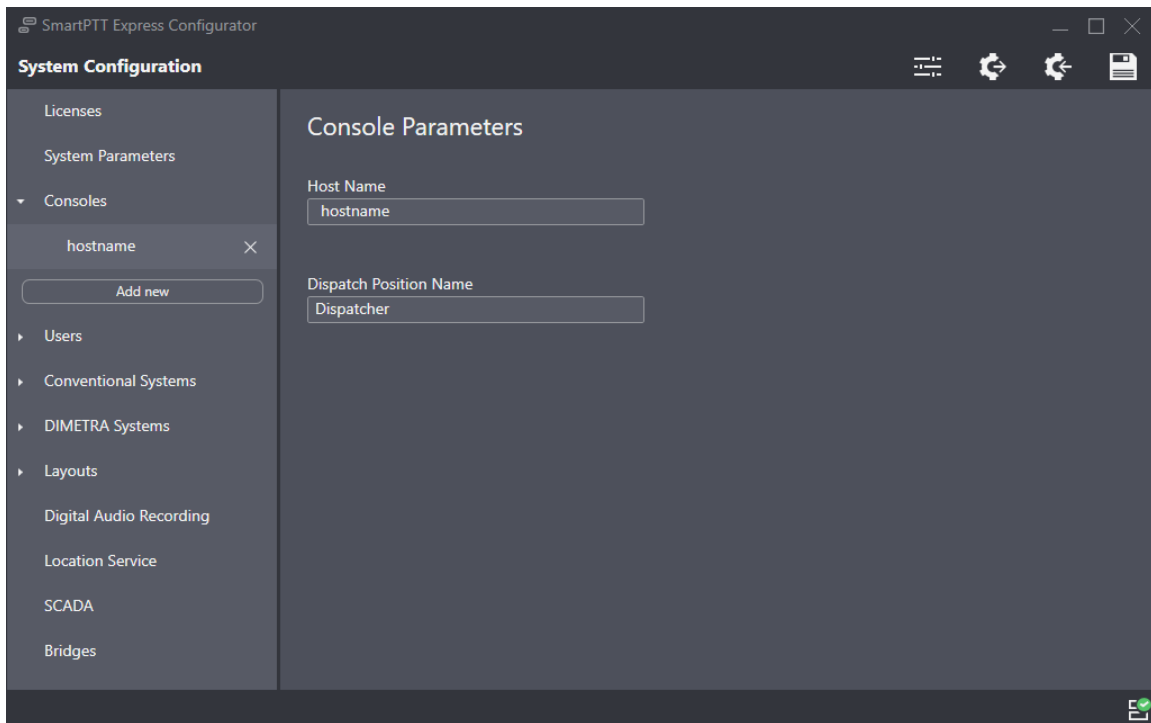 SmartPTT Express Configurator
System Configuration
Licenses
System Parameters
Consoles
hostname
Add new
Users
Conventional Systems
DIMETRA Systems
Layouts
Digital Audio Recording
Location Service
SCADA
Bridges
Console Parameters
Host Name
hostname
Dispatch Position Name
Dispatcher